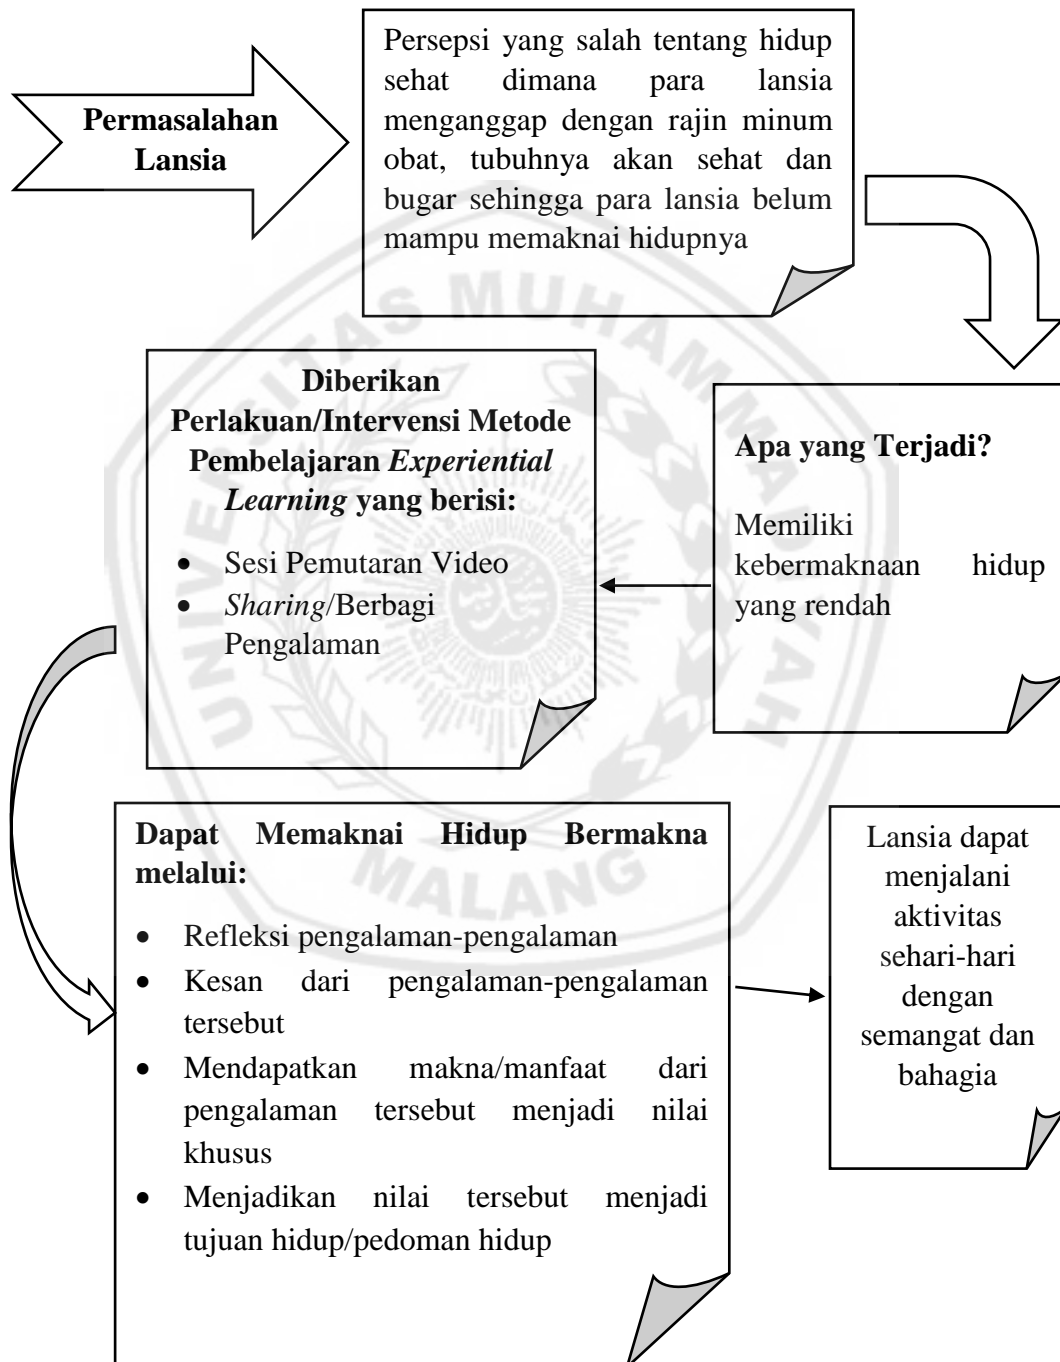 Permasalahan
Lansia
Persepsi yang salah tentang hidup
sehat dimana para lansia
menganggap dengan rajin minum
obat, tubuhnya akan sehat dan
bugar sehingga para lansia belum
mampu memaknai hidupnya
Apa yang Terjadi?
Memiliki
kebermaknaan hidup
yang rendah
Diberikan
Perlakuan/Intervensi Metode
Pembelajaran Experiential
Learning yang berisi:
• Sesi Pemutaran Video
• Sharing/Berbagi
Pengalaman
Dapat Memaknai Hidup Bermakna
melalui:
• Refleksi pengalaman-pengalaman
• Kesan dari pengalaman-pengalaman
tersebut
• Mendapatkan makna/manfaat dari
pengalaman tersebut menjadi nilai
khusus
• Menjadikan nilai tersebut menjadi
tujuan hidup/pedoman hidup
Lansia dapat
menjalani
aktivitas
sehari-hari
dengan
semangat dan
bahagia
UNIVERSITAS MUHAMMADIYAH
MALANG